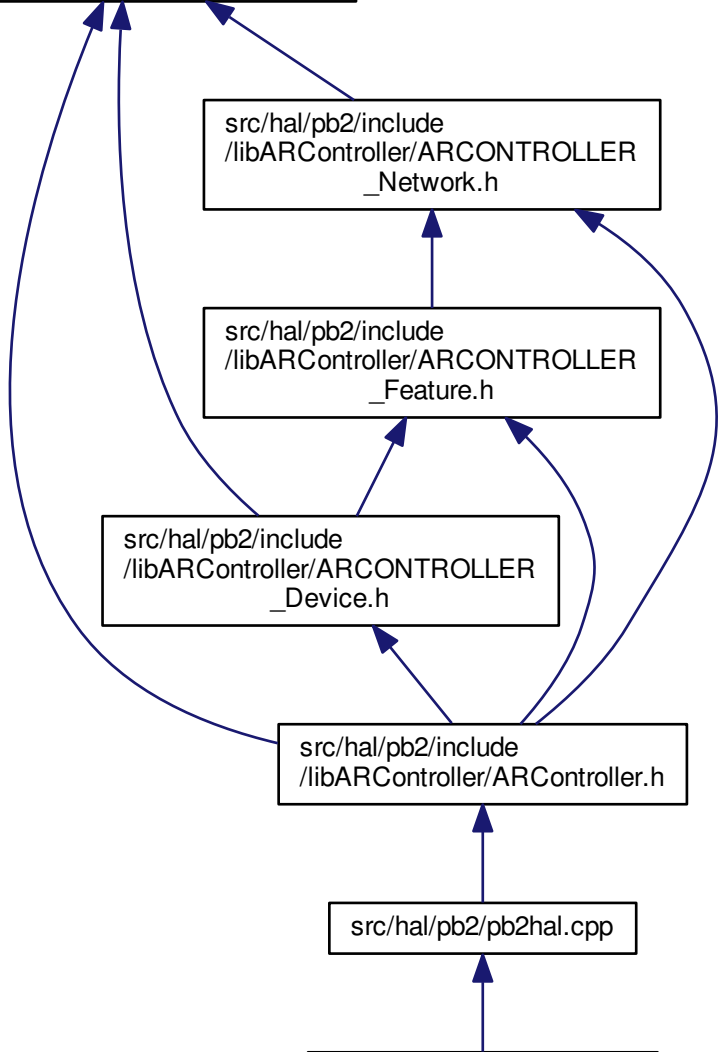 src/hal/pb2/include
/libARController/ARCONTROLLER
_Network.h
src/hal/pb2/include
/libARController/ARCONTROLLER
_Feature.h
src/hal/pb2/include
/libARController/ARCONTROLLER
_Device.h
src/hal/pb2/include
/libARController/ARController.h
src/hal/pb2/pb2hal.cpp